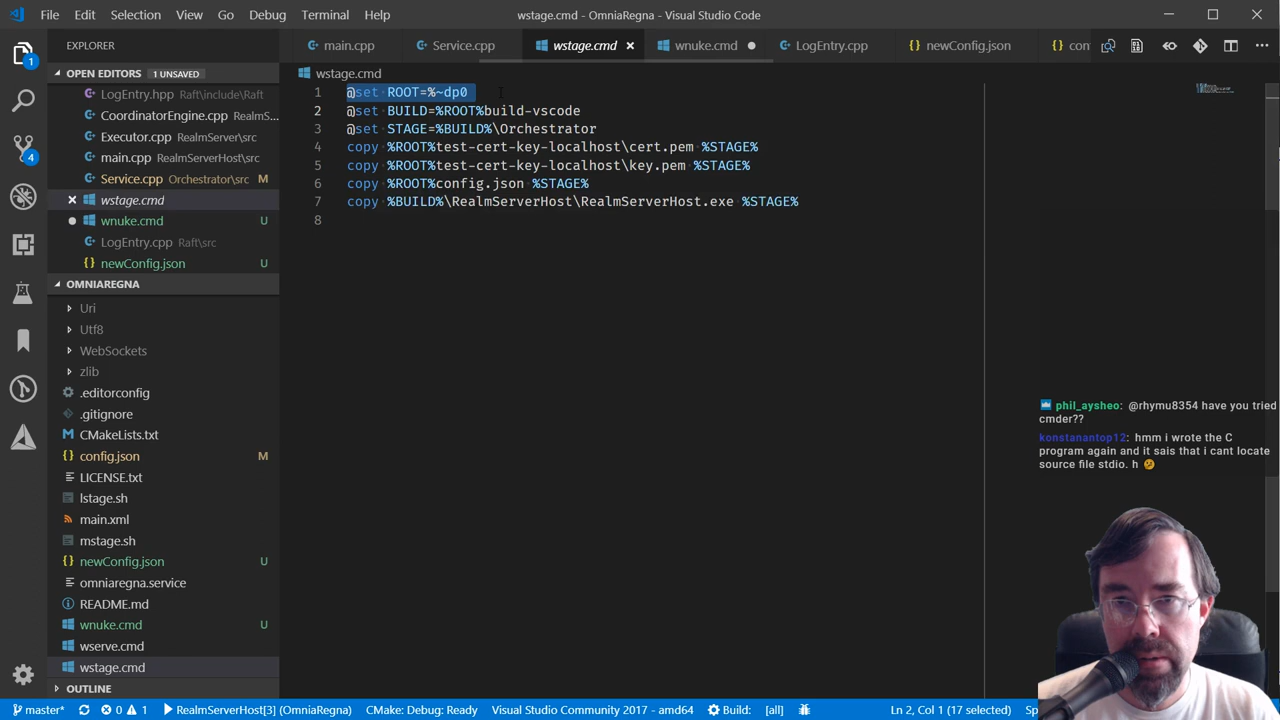 File Edit Selection View Go Debug Terminal Help
wstage.cmd - OmniaRegna - Visual Studio Code
EXPLORER
main.cpp
Service.cpp
wstage.cmd
wnuke.cmd
LogEntry.cpp
newConfig.json
con
OPEN EDITORS 1 UNSAVED
LogEntry.hpp Raft\include\Raft
CoordinatorEngine.cpp RealmS...
Executor.cpp RealmServer\src
main.cpp RealmServerHost\src
Service.cpp Orchestrator\src M
wstage.cmd
wnuke.cmd U
LogEntry.cpp Raft\src
newConfig.json U
OMNIAREGNA
Uri
Utf8
WebSockets
zlib
.editorconfig
.gitignore
CMakeLists.txt
config.json M
LICENSE.txt
lstage.sh
main.xml
mstage.sh
newConfig.json U
omniaregna.service
README.md
wnuke.cmd U
wserve.cmd
wstage.cmd
OUTLINE
wstage.cmd
1 @set ROOT=%~dp0
2 @set BUILD=%ROOT%build-vscode
3 @set STAGE=%BUILD%\Orchestrator
4 copy %ROOT%test-cert-key-localhost\cert.pem %STAGE%
5 copy %ROOT%test-cert-key-localhost\key.pem %STAGE%
6 copy %ROOT%config.json %STAGE%
7 copy %BUILD%\RealmServerHost\RealmServerHost.exe %STAGE%
8
phil_aysheo: @rhymu8354 have you tried
cmder??
konstanantop12: hmm i wrote the C
program again and it sais that i cant locate
source file stdio. h
1
4
master* 0 1 RealmServerHost[3] (OmniaRegna) CMake: Debug: Ready Visual Studio Community 2017 - amd64 Build: [all] Ln 2, Col 1 (17 selected) Sp